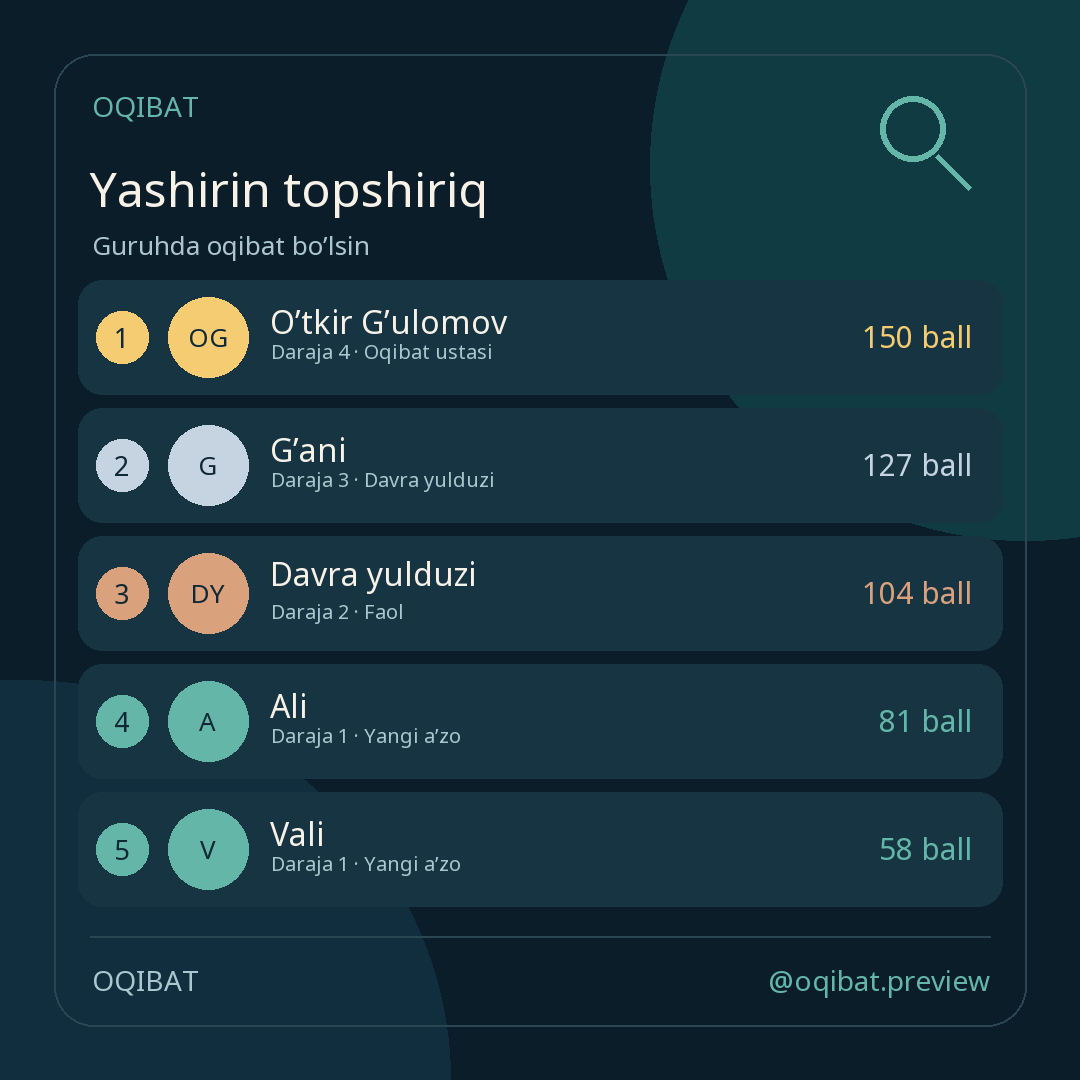 OQIBAT
Yashirin topshiriq
Guruhda oqibat bo’lsin
1 OG O’tkir G’ulomov 150 ball
Daraja 4 · Oqibat ustasi
2 G G’ani 127 ball
Daraja 3 · Davra yulduzi
3 DY Davra yulduzi 104 ball
Daraja 2 · Faol
4 A Ali 81 ball
Daraja 1 · Yangi a’zo
5 V Vali 58 ball
Daraja 1 · Yangi a’zo
OQIBAT @oqibat.preview